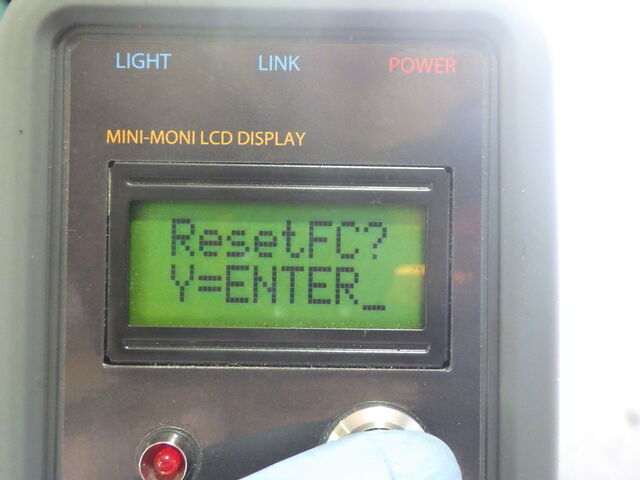 LIGHT LINK POWER
MINI-MONI LCD DISPLAY
ResetFC?
Y=ENTER_